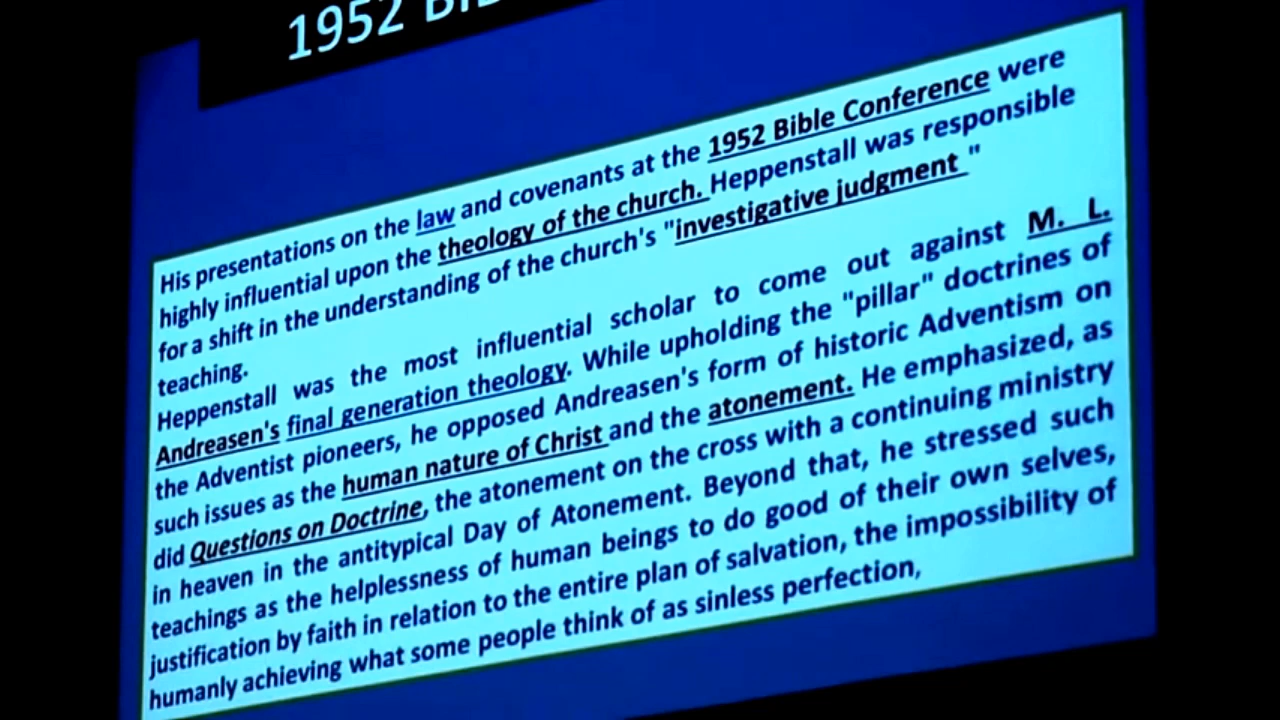 1952 Bib
His presentations on the law and covenants at the 1952 Bible Conference were
highly influential upon the theology of the church. Heppenstall was responsible
for a shift in the understanding of the church's "investigative judgment "
teaching.
Heppenstall was the most influential scholar to come out against M. L.
Andreasen's final generation theology. While upholding the "pillar" doctrines of
the Adventist pioneers, he opposed Andreasen's form of historic Adventism on
such issues as the human nature of Christ and the atonement. He emphasized, as
did Questions on Doctrine, the atonement on the cross with a continuing ministry
in heaven in the antitypical Day of Atonement. Beyond that, he stressed such
teachings as the helplessness of human beings to do good of their own selves,
justification by faith in relation to the entire plan of salvation, the impossibility of
humanly achieving what some people think of as sinless perfection,